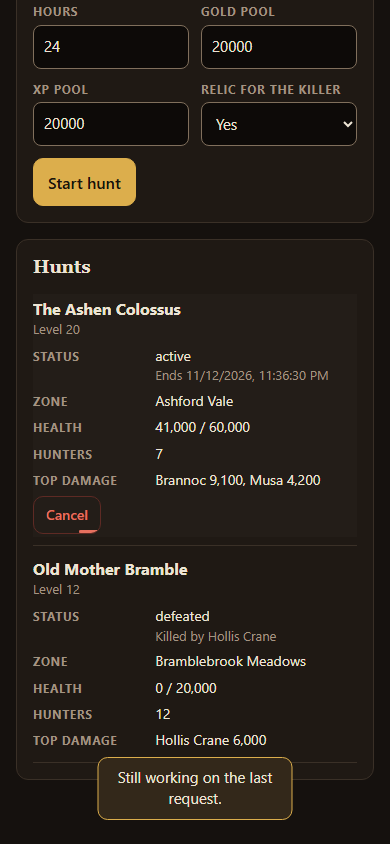 HOURS GOLD POOL
24 20000
XP POOL RELIC FOR THE KILLER
20000 Yes
Start hunt
Hunts
The Ashen Colossus
Level 20
STATUS active
Ends 11/12/2026, 11:36:30 PM
ZONE Ashford Vale
HEALTH 41,000 / 60,000
HUNTERS 7
TOP DAMAGE Brannoc 9,100, Musa 4,200
Cancel
Old Mother Bramble
Level 12
STATUS defeated
Killed by Hollis Crane
ZONE Bramblebrook Meadows
HEALTH 0 / 20,000
HUNTERS 12
TOP DAMAGE Hollis Crane 6,000
Still working on the last
request.